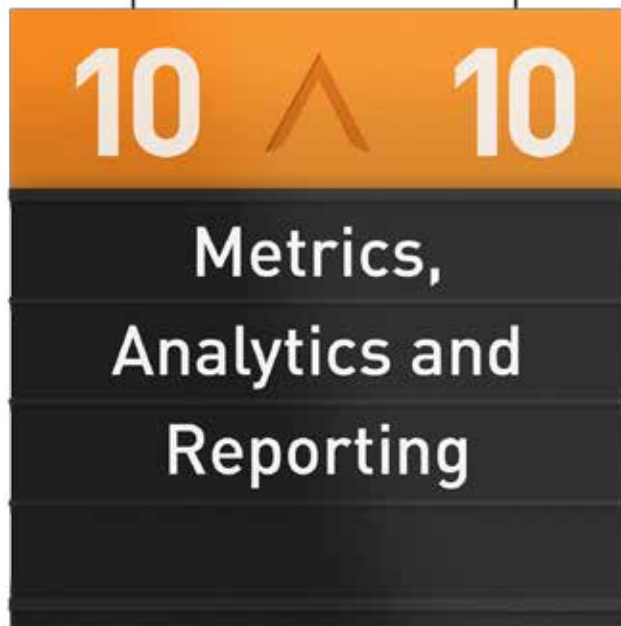 10 ∧ 10
Metrics,
Analytics and
Reporting